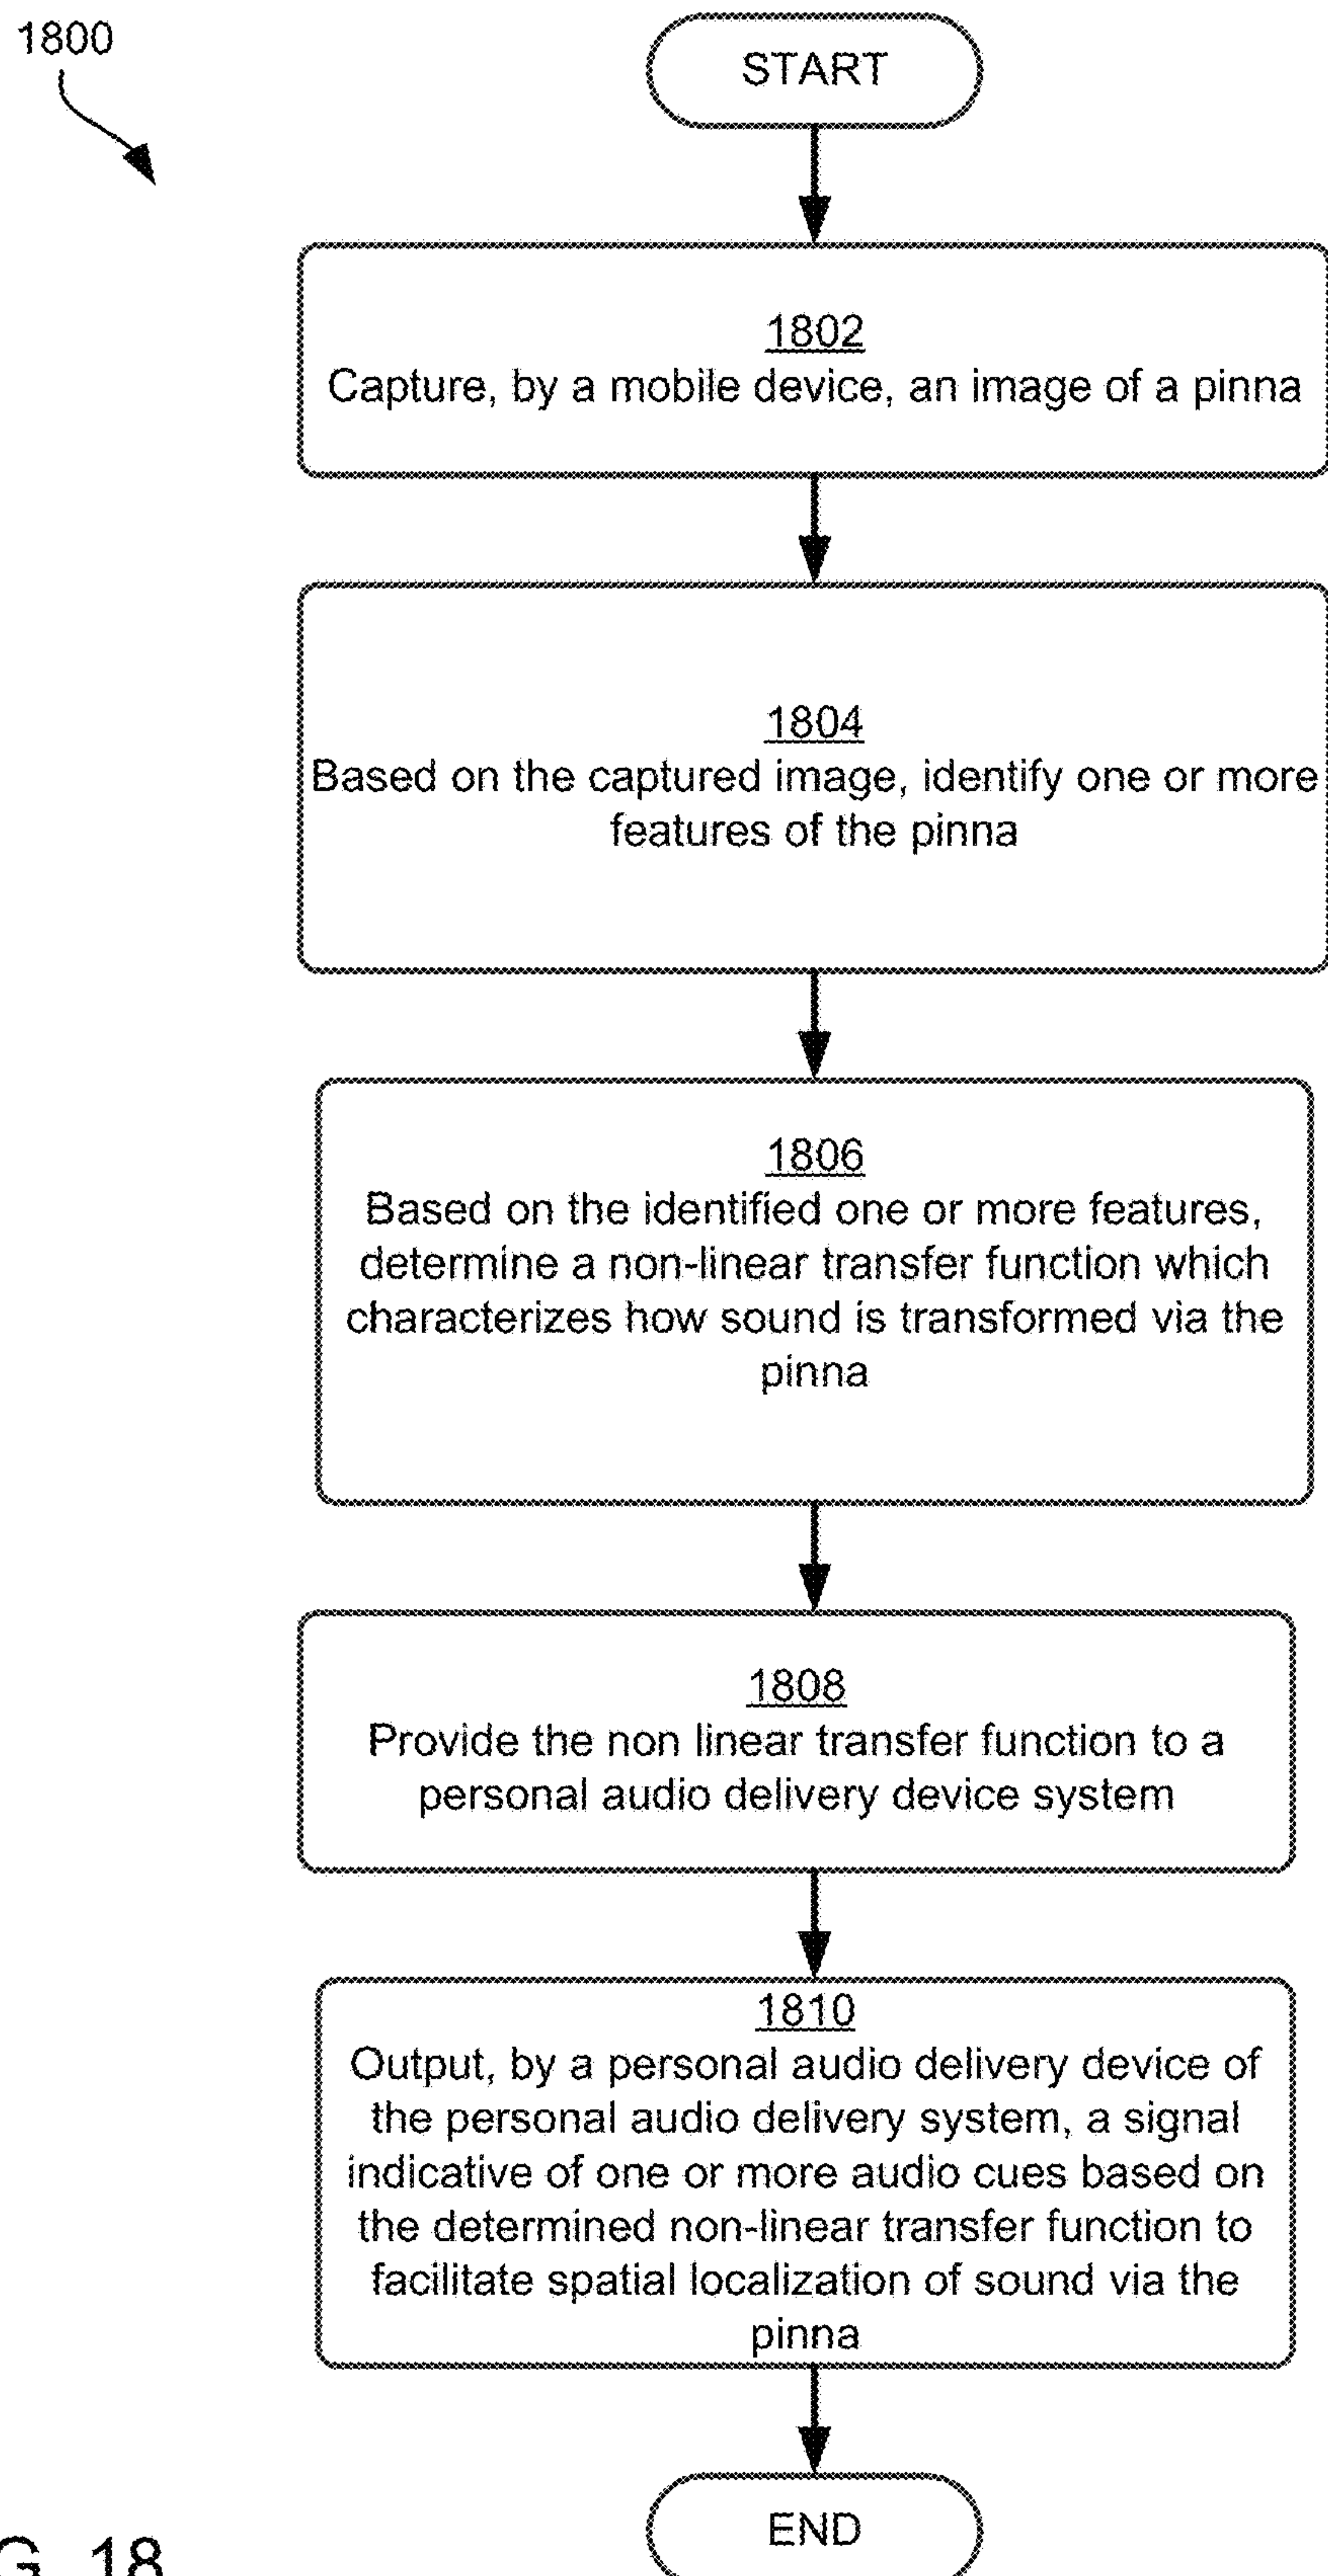 1800
START
1802
Capture, by a mobile device, an image of a pinna
1804
Based on the captured image, identify one or more
features of the pinna
1806
Based on the identified one or more features,
determine a non-linear transfer function which
characterizes how sound is transformed via the
pinna
1808
Provide the non linear transfer function to a
personal audio delivery device system
1810
Output, by a personal audio delivery device of
the personal audio delivery system, a signal
indicative of one or more audio cues based on
the determined non-linear transfer function to
facilitate spatial localization of sound via the
pinna
END
G. 18